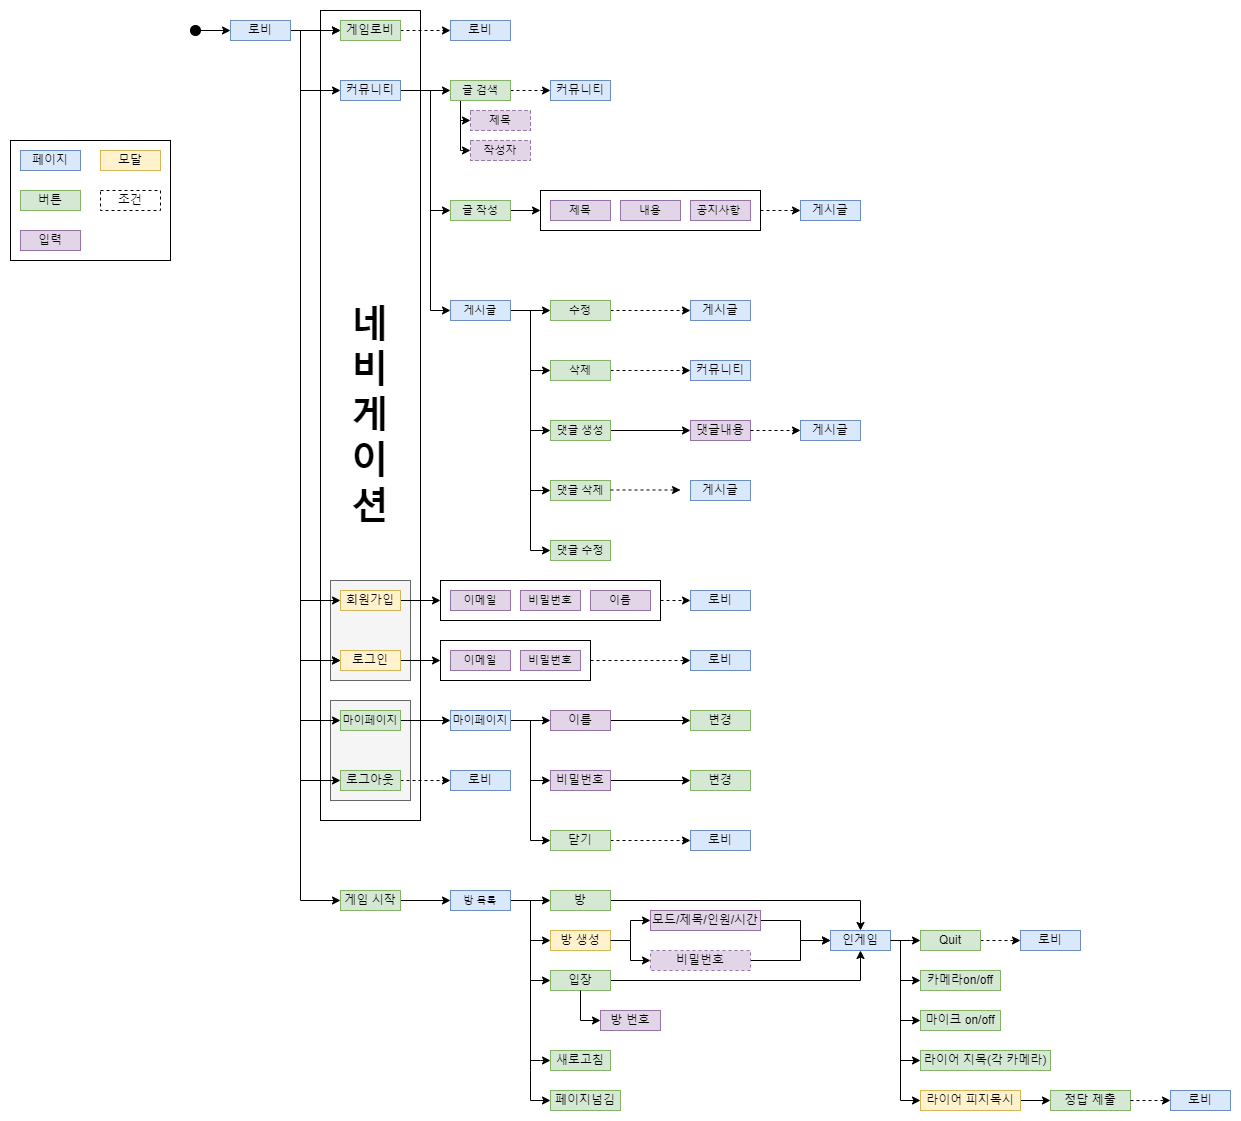 로비
게임로비
로비
커뮤니티
글 검색
커뮤니티
제목
작성자
페이지
모달
버튼
조건
입력
글 작성
제목
내용
공지사항
게시글
네
비
게
이
션
게시글
수정
게시글
삭제
커뮤니티
댓글 생성
댓글내용
게시글
댓글 삭제
게시글
댓글 수정
회원가입
이메일
비밀번호
이름
로비
로그인
이메일
비밀번호
로비
마이페이지
마이페이지
이름
변경
로그아웃
로비
비밀번호
변경
닫기
로비
게임 시작
방 목록
방
모드/제목/인원/시간
방 생성
인게임
Quit
로비
비밀번호
입장
카메라on/off
방 번호
마이크 on/off
새로고침
라이어 지목(각 카메라)
페이지넘김
라이어 피지목시
정답 제출
로비